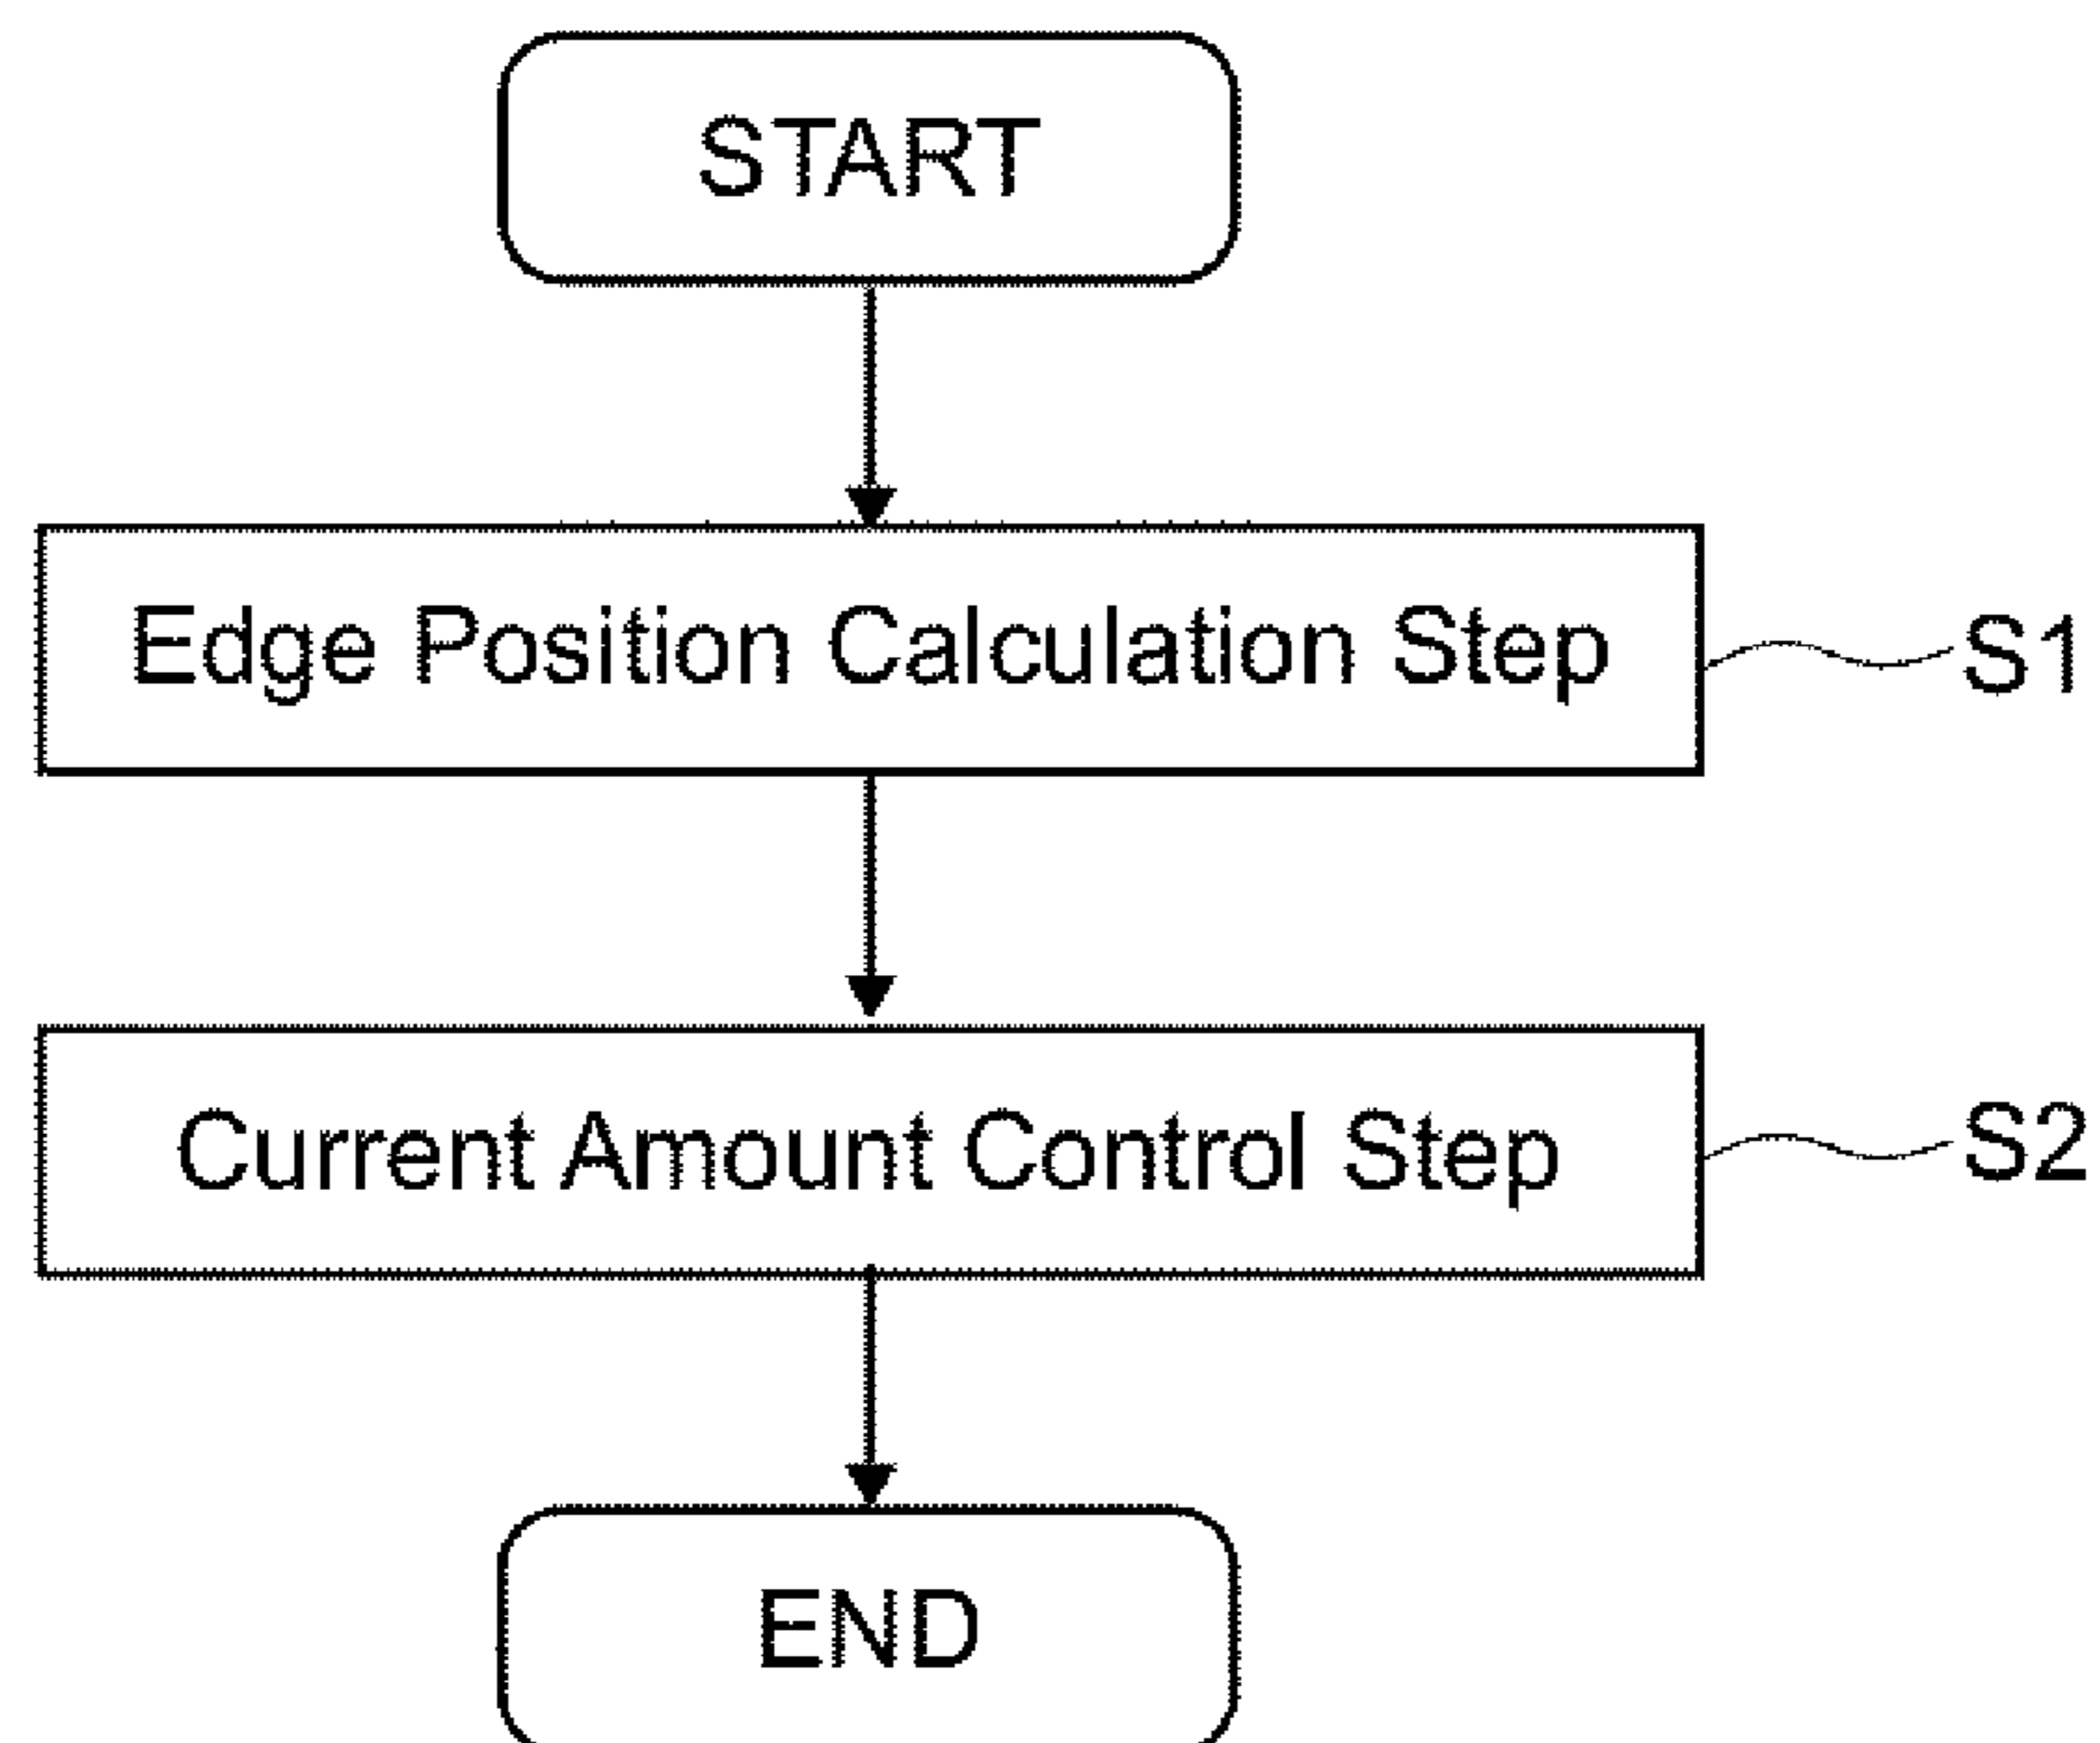 START
Edge Position Calculation Step
S1
Current Amount Control Step
S2
END